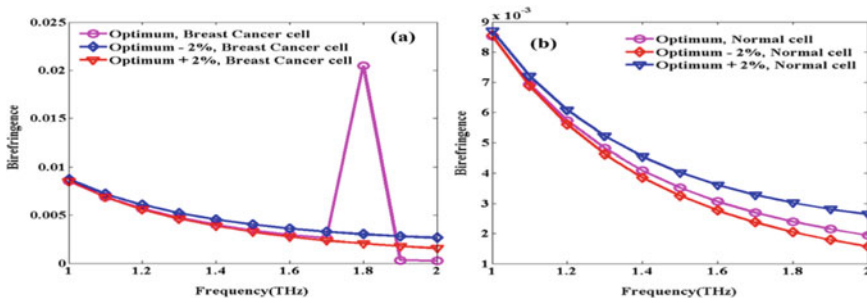 0.025
0.02
0.015
0.01
0.005
0
Birefringence
Optimum, Breast Cancer cell
Optimum - 2%, Breast Cancer cell
Optimum + 2%, Breast Cancer cell
(a)
1 1.2 1.4 1.6 1.8 2
Frequency(THz)
x 10⁻³
9
8
7
6
5
4
3
2
1
Birefringence
(b)
Optimum, Normal cell
Optimum - 2%, Normal cell
Optimum + 2%, Normal cell
1 1.2 1.4 1.6 1.8 2
Frequency(THz)